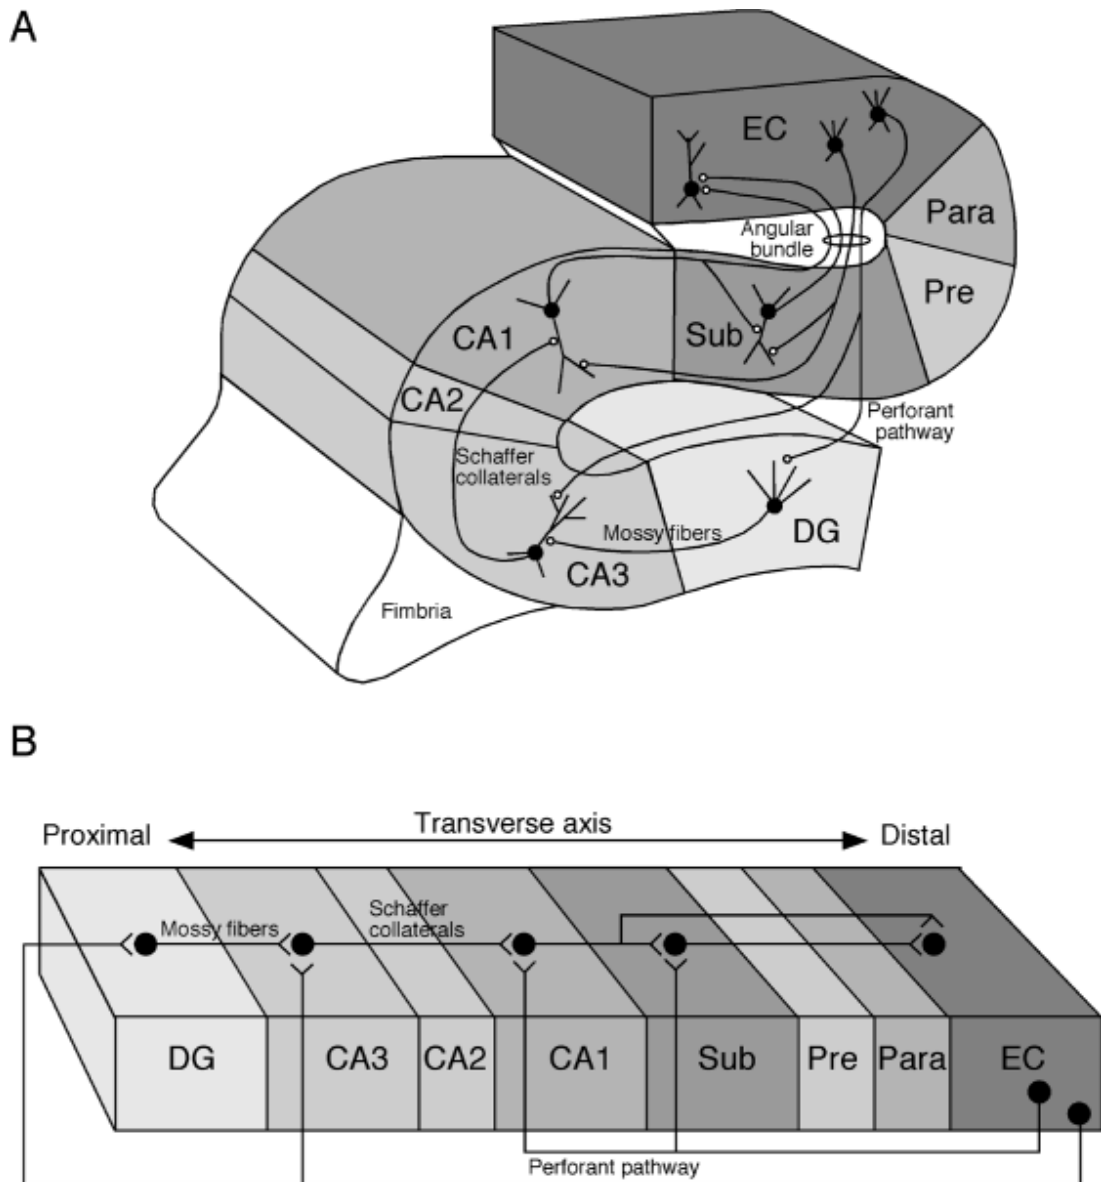 A
EC
Para
Angular
bundle
Pre
Sub
CA1
CA2
Perforant
pathway
Schaffer
collaterals
Mossy fibers
DG
CA3
Fimbria
B
Proximal
Transverse axis
Distal
Mossy fibers
Schaffer
collaterals
DG
CA3
CA2
CA1
Sub
Pre
Para
EC
Perforant pathway